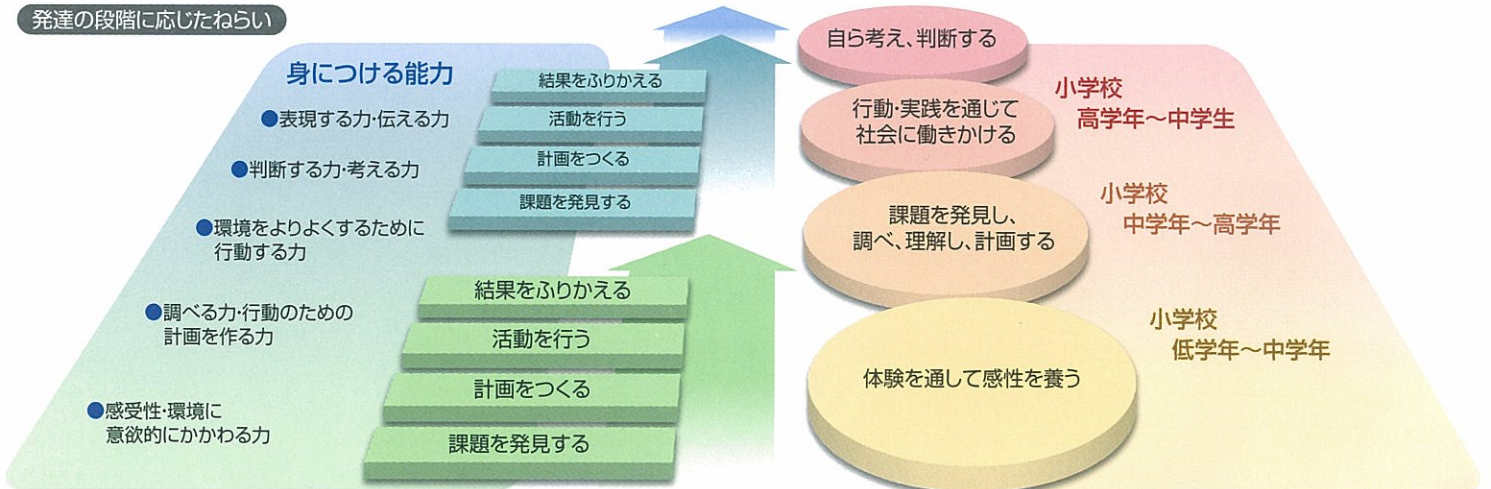 発達の段階に応じたねらい
身につける能力
●表現する力・伝える力
●判断する力・考える力
●環境をよりよくするために
行動する力
●調べる力・行動のための
計画を作る力
●感受性・環境に
意欲的にかかわる力
結果をふりかえる
活動を行う
計画をつくる
課題を発見する
結果をふりかえる
活動を行う
計画をつくる
課題を発見する
自ら考え、判断する
行動・実践を通じて
社会に働きかける
課題を発見し、
調べ、理解し、計画する
体験を通して感性を養う
小学校
高学年〜中学生
小学校
中学年〜高学年
小学校
低学年〜中学年